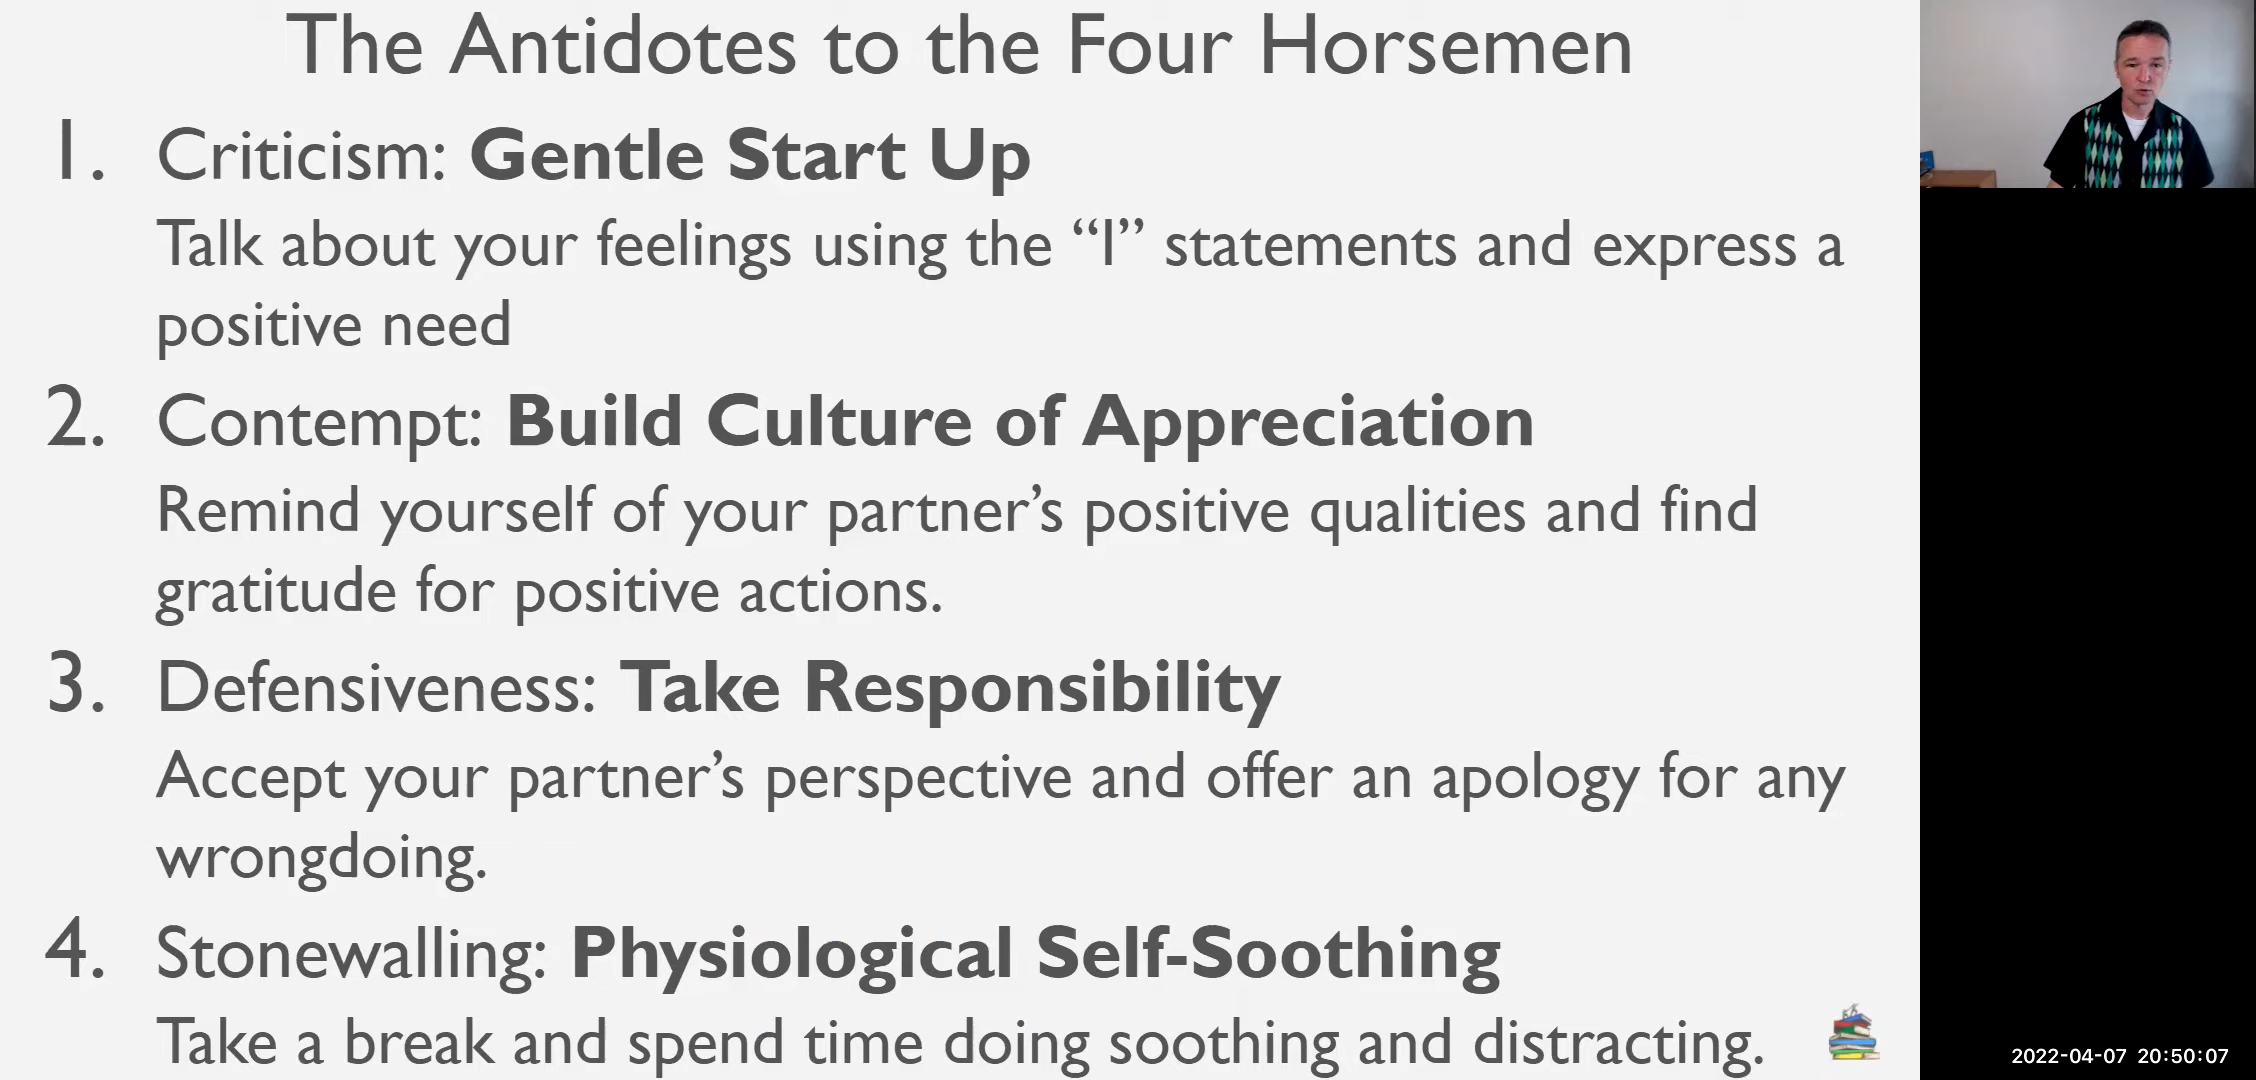 The Antidotes to the Four Horsemen
1. Criticism: Gentle Start Up
Talk about your feelings using the “I” statements and express a
positive need
2. Contempt: Build Culture of Appreciation
Remind yourself of your partner’s positive qualities and find
gratitude for positive actions.
3. Defensiveness: Take Responsibility
Accept your partner’s perspective and offer an apology for any
wrongdoing.
4. Stonewalling: Physiological Self-Soothing
Take a break and spend time doing soothing and distracting.
2022-04-07 20:50:07